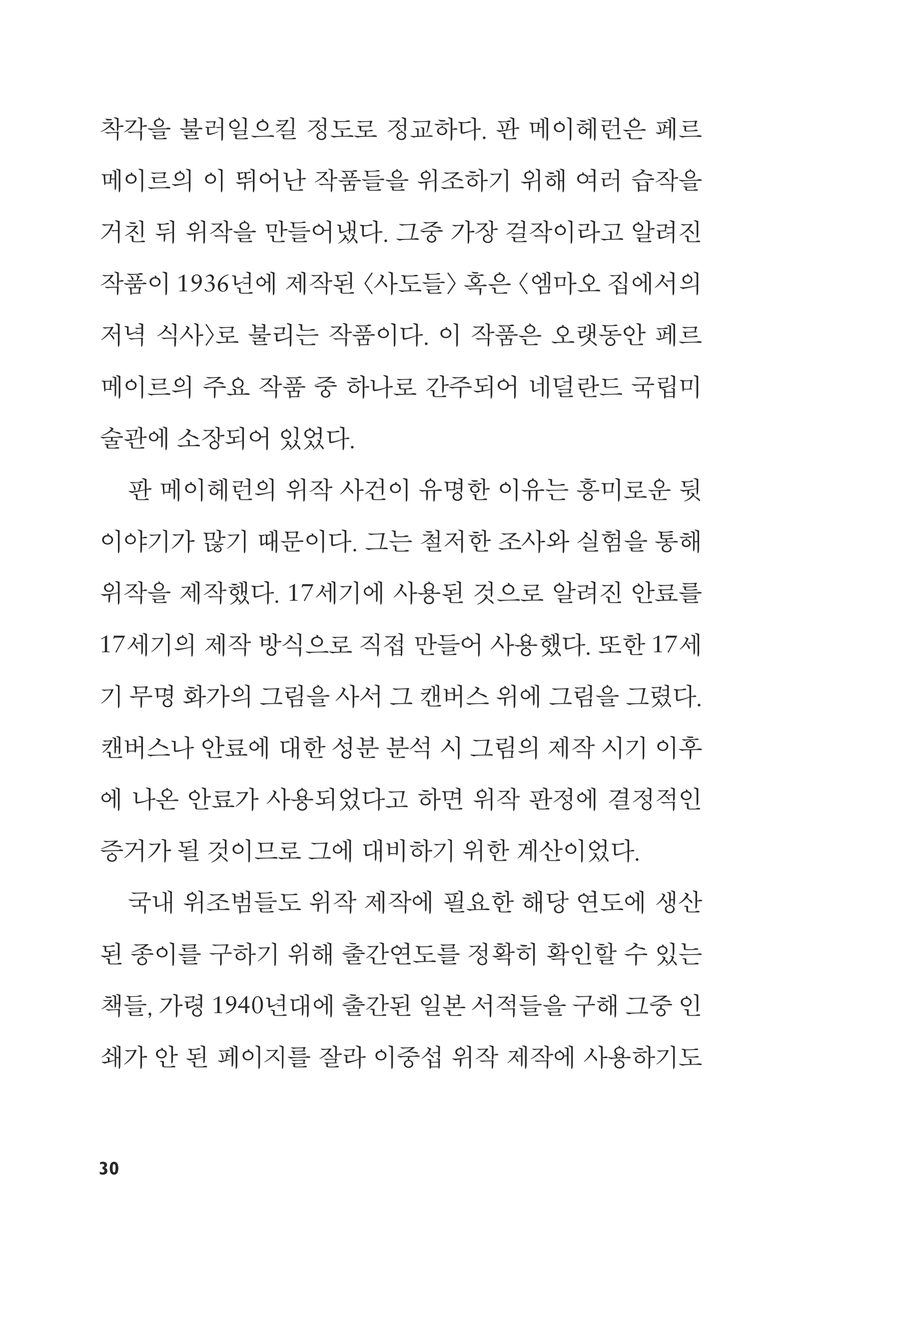 착각을 불러일으킬 정도로 정교하다. 판 메이헤런은 페르
메이르의 이 뛰어난 작품들을 위조하기 위해 여러 습작을
거친 뒤 위작을 만들어냈다. 그중 가장 걸작이라고 알려진
작품이 1936년에 제작된 〈사도들〉 혹은 〈엠마오 집에서의
저녁 식사〉로 불리는 작품이다. 이 작품은 오랫동안 페르
메이르의 주요 작품 중 하나로 간주되어 네덜란드 국립미
술관에 소장되어 있었다.
판 메이헤런의 위작 사건이 유명한 이유는 흥미로운 뒷
이야기가 많기 때문이다. 그는 철저한 조사와 실험을 통해
위작을 제작했다. 17세기에 사용된 것으로 알려진 안료를
17세기의 제작 방식으로 직접 만들어 사용했다. 또한 17세
기 무명 화가의 그림을 사서 그 캔버스 위에 그림을 그렸다.
캔버스나 안료에 대한 성분 분석 시 그림의 제작 시기 이후
에 나온 안료가 사용되었다고 하면 위작 판정에 결정적인
증거가 될 것이므로 그에 대비하기 위한 계산이었다.
국내 위조범들도 위작 제작에 필요한 해당 연도에 생산
된 종이를 구하기 위해 출간연도를 정확히 확인할 수 있는
책들, 가령 1940년대에 출간된 일본 서적들을 구해 그중 인
쇄가 안 된 페이지를 잘라 이중섭 위작 제작에 사용하기도
30